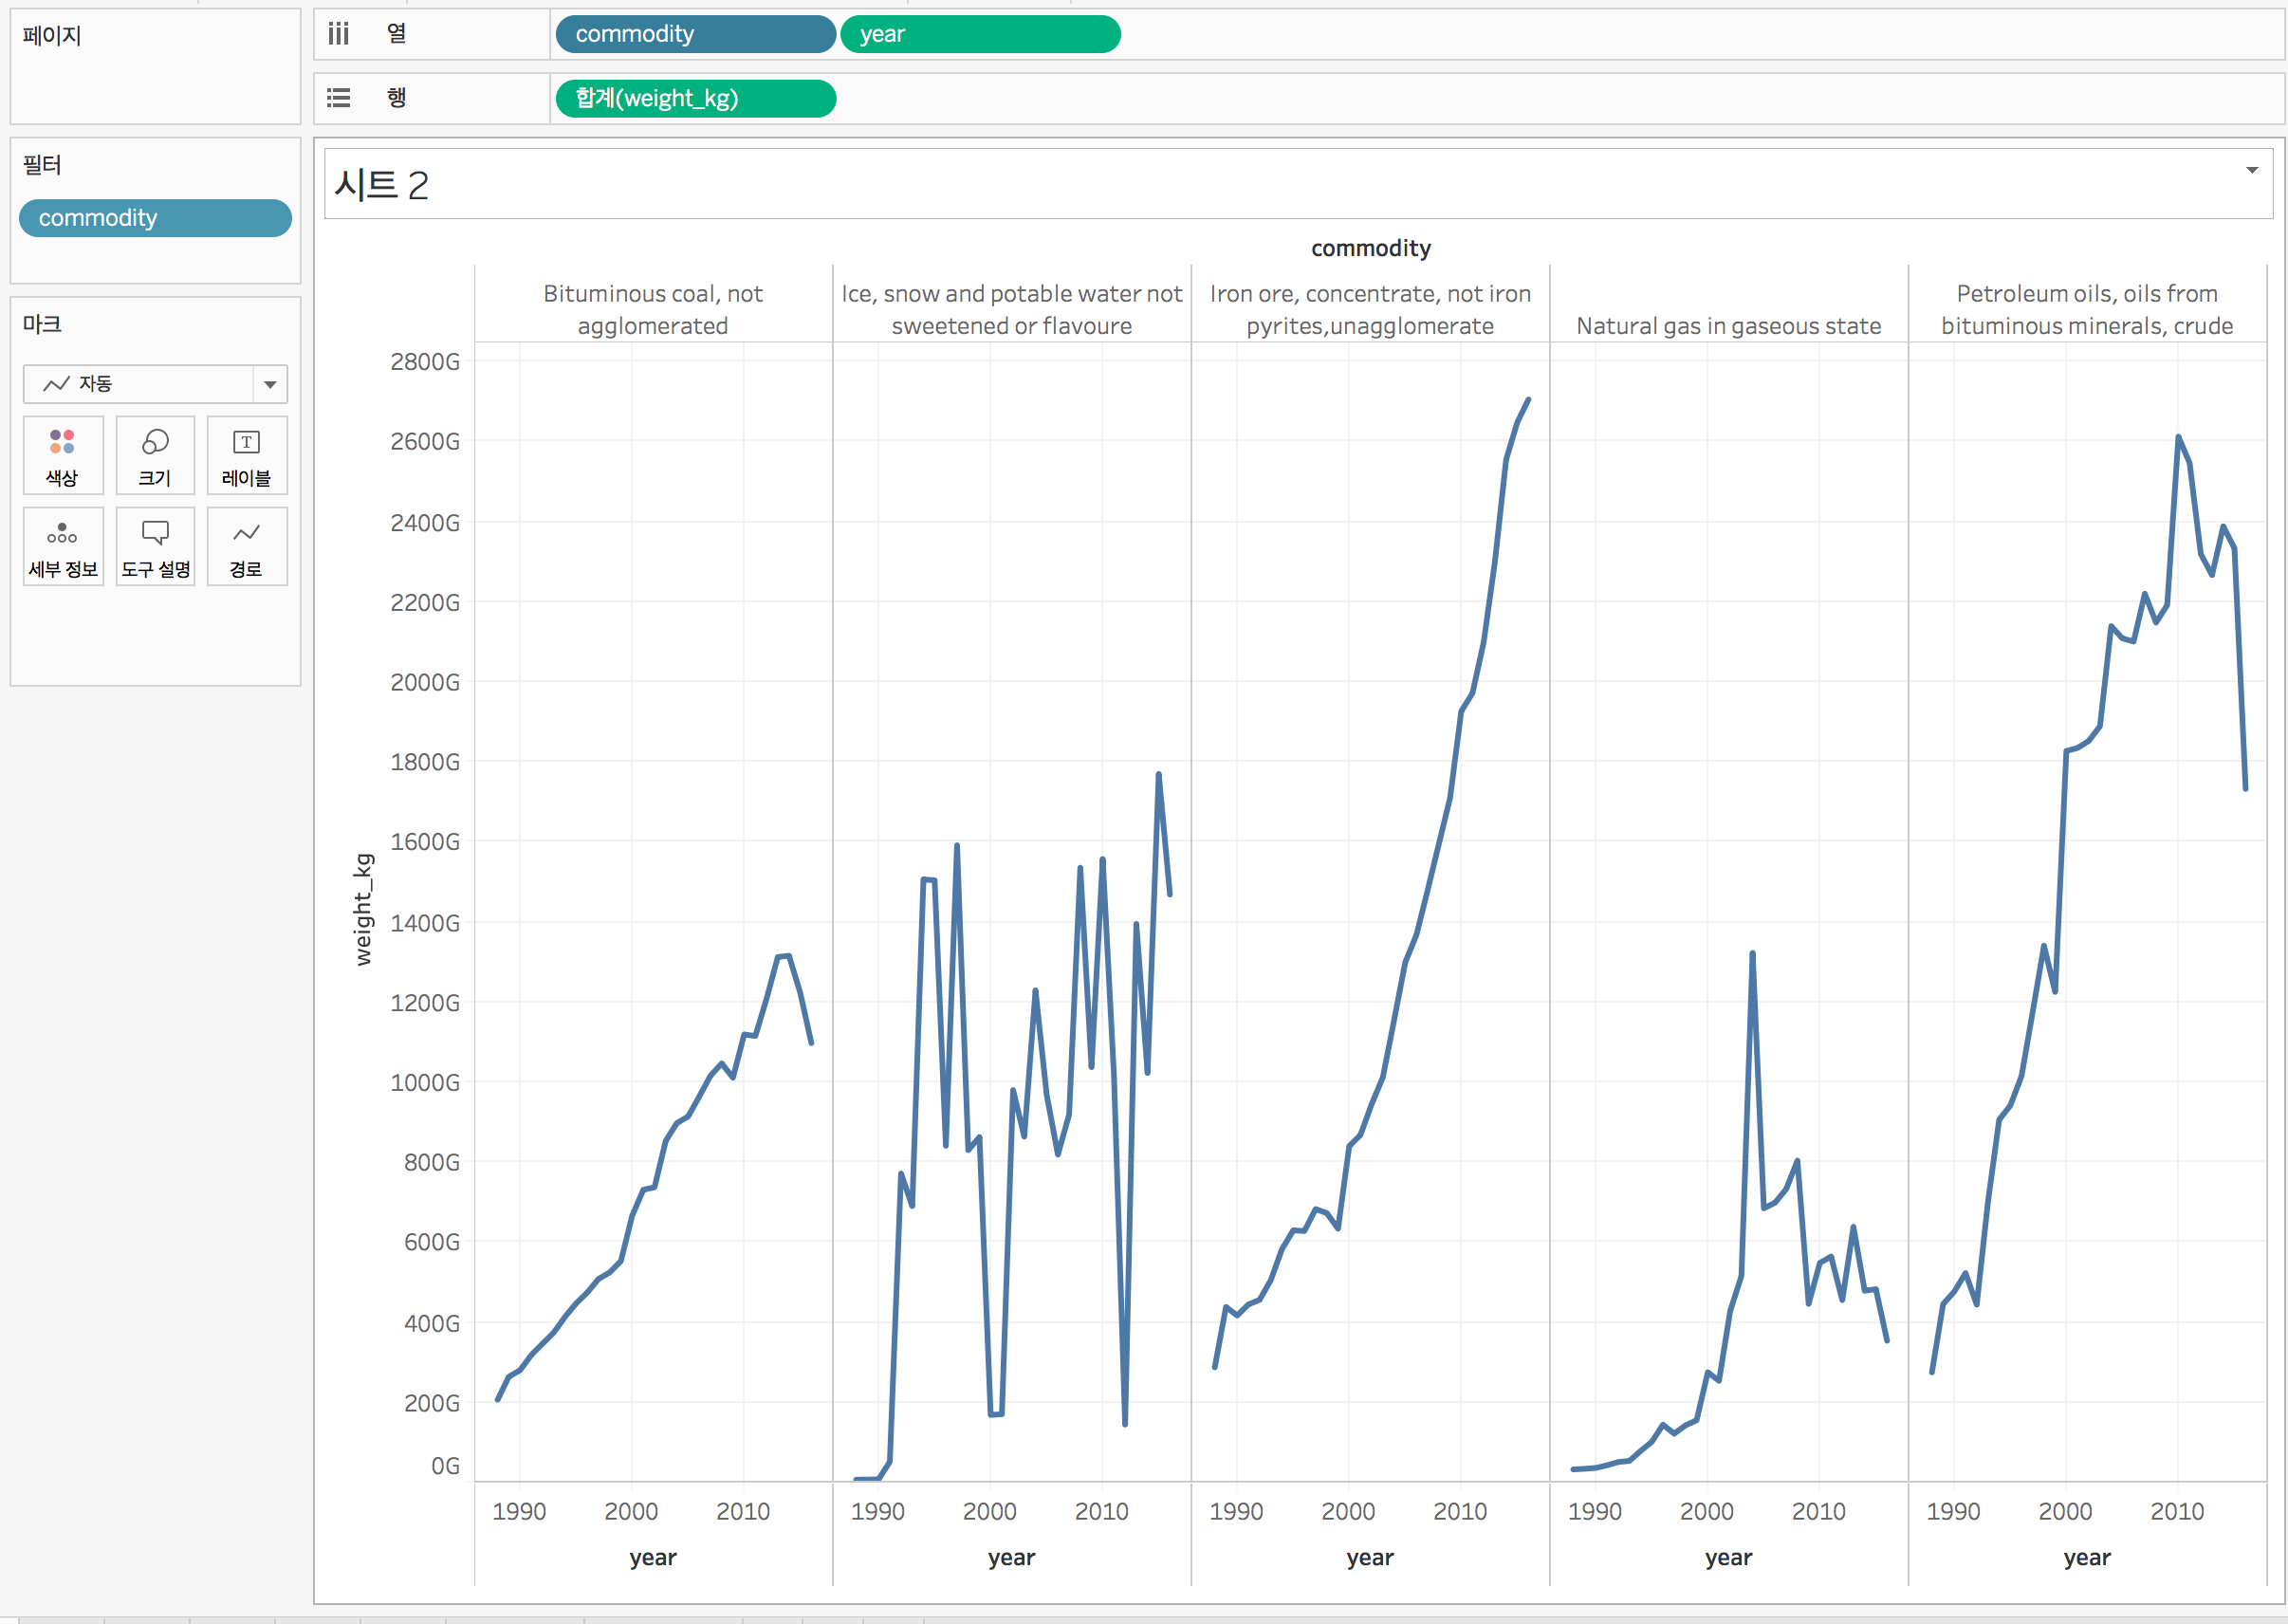 페이지
열
commodity
year
행
합계(weight_kg)
필터
commodity
마크
자동
색상
크기
레이블
세부 정보
도구 설명
경로
시트 2
commodity
Bituminous coal, not
agglomerated
Ice, snow and potable water not
sweetened or flavoure
Iron ore, concentrate, not iron
pyrites,unagglomerate
Natural gas in gaseous state
Petroleum oils, oils from
bituminous minerals, crude
weight_kg
2800G
2600G
2400G
2200G
2000G
1800G
1600G
1400G
1200G
1000G
800G
600G
400G
200G
0G
1990 2000 2010
1990 2000 2010
1990 2000 2010
1990 2000 2010
1990 2000 2010
year
year
year
year
year